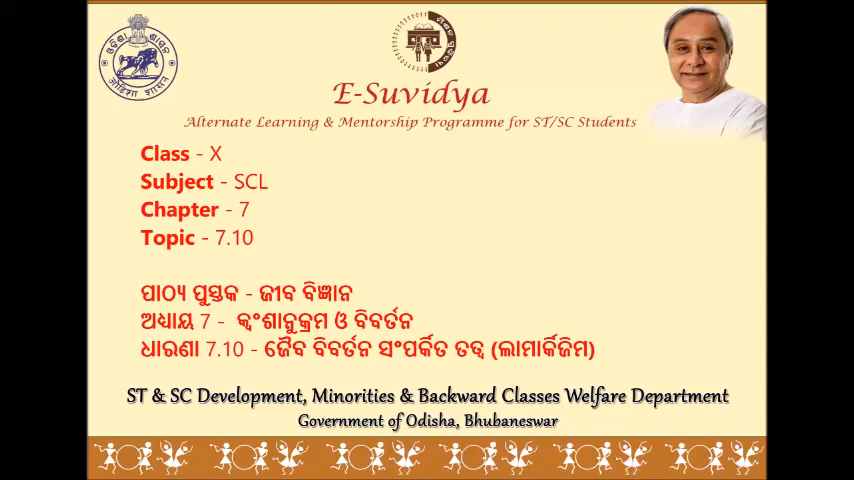 E-Suvidya
Alternate Learning & Mentorship Programme for ST/SC Students
Class - X
Subject - SCL
Chapter - 7
Topic - 7.10
ପାଠ୍ୟ ପୁସ୍ତକ - ଜୀବ ବିଜ୍ଞାନ
ଅଧ୍ୟାୟ 7 - କ୍ୱଂଶାନୁକ୍ରମ ଓ ବିବର୍ତନ
ଧାରଣା 7.10 - ଜୈବ ବିବର୍ତନ ସଂପର୍କିତ ତତ୍ୱ (ଲାମାର୍କିଜିମ)
ST & SC Development, Minorities & Backward Classes Welfare Department
Government of Odisha, Bhubaneswar